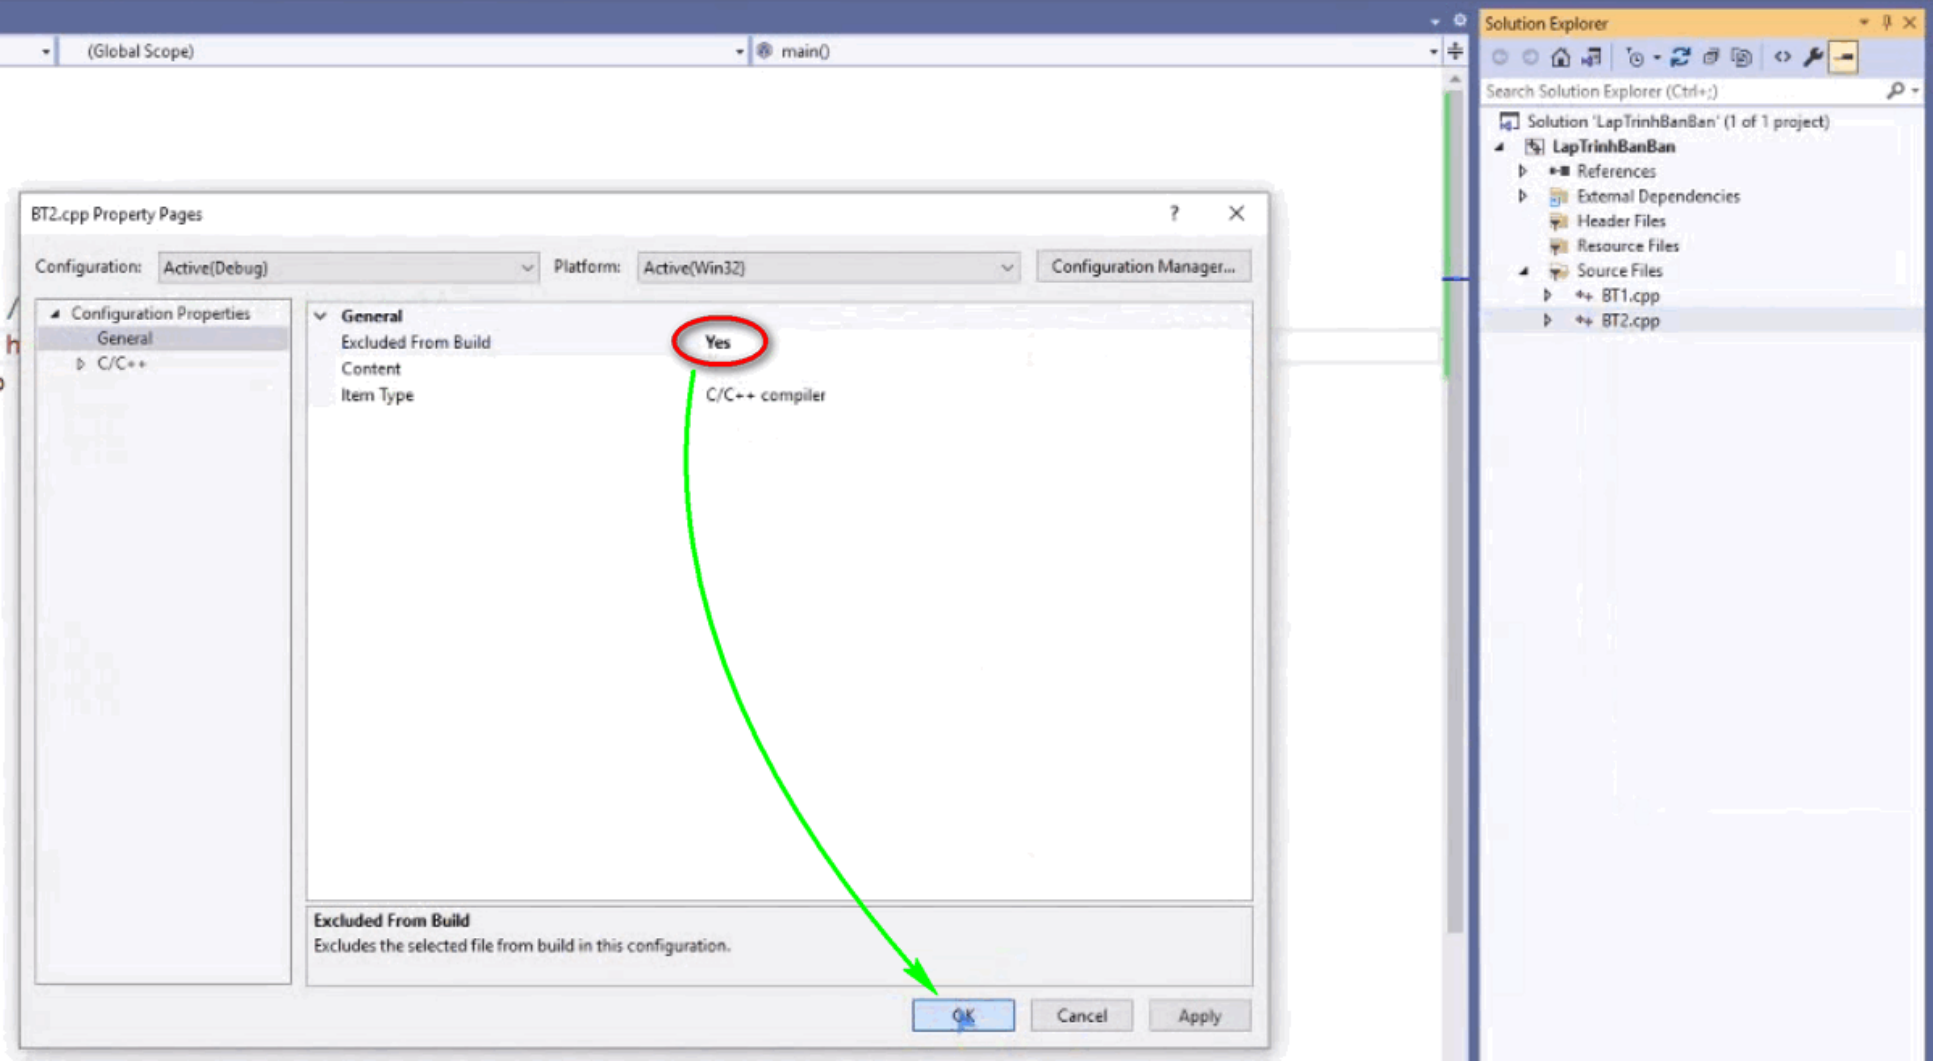 (Global Scope)
main()
Solution Explorer
Search Solution Explorer (Ctrl+;)
Solution 'LapTrinhBanBan' (1 of 1 project)
LapTrinhBanBan
References
External Dependencies
Header Files
Resource Files
Source Files
BT1.cpp
BT2.cpp
BT2.cpp Property Pages
?
Configuration: Active(Debug) Platform: Active(Win32) Configuration Manager...
Configuration Properties
General
C/C++
General
Excluded From Build Yes
Content
Item Type C/C++ compiler
Excluded From Build
Excludes the selected file from build in this configuration.
OK Cancel Apply
/
h